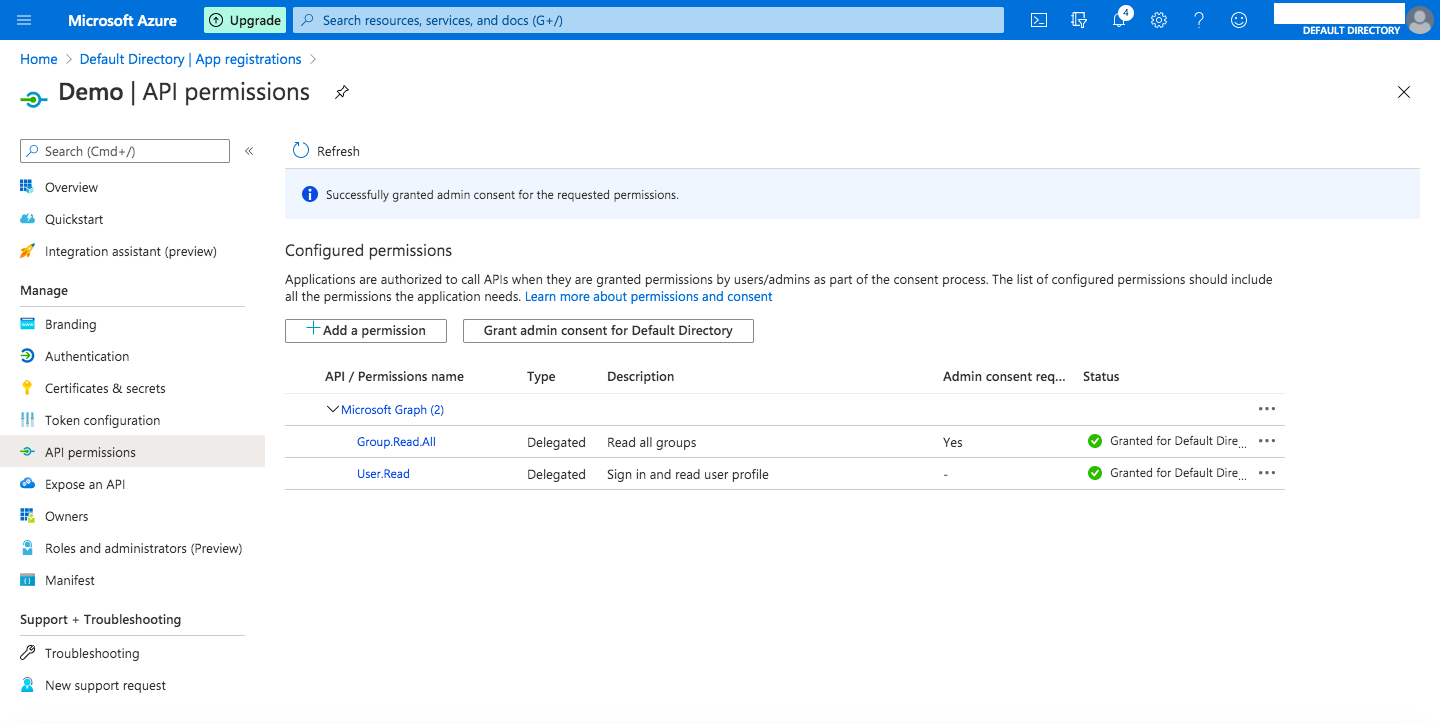 Microsoft Azure
Upgrade
Search resources, services, and docs (G+/)
4
DEFAULT DIRECTORY
Home > Default Directory | App registrations >
Demo | API permissions
Search (Cmd+/)
«
Refresh
Successfully granted admin consent for the requested permissions.
Overview
Quickstart
Integration assistant (preview)
Manage
Branding
Authentication
Certificates & secrets
Token configuration
API permissions
Expose an API
Owners
Roles and administrators (Preview)
Manifest
Support + Troubleshooting
Troubleshooting
New support request
Configured permissions
Applications are authorized to call APIs when they are granted permissions by users/admins as part of the consent process. The list of configured permissions should include
all the permissions the application needs. Learn more about permissions and consent
Add a permission Grant admin consent for Default Directory
API / Permissions name Type Description Admin consent req... Status
Microsoft Graph (2)
Group.Read.All Delegated Read all groups Yes Granted for Default Dire...
User.Read Delegated Sign in and read user profile - Granted for Default Dire...